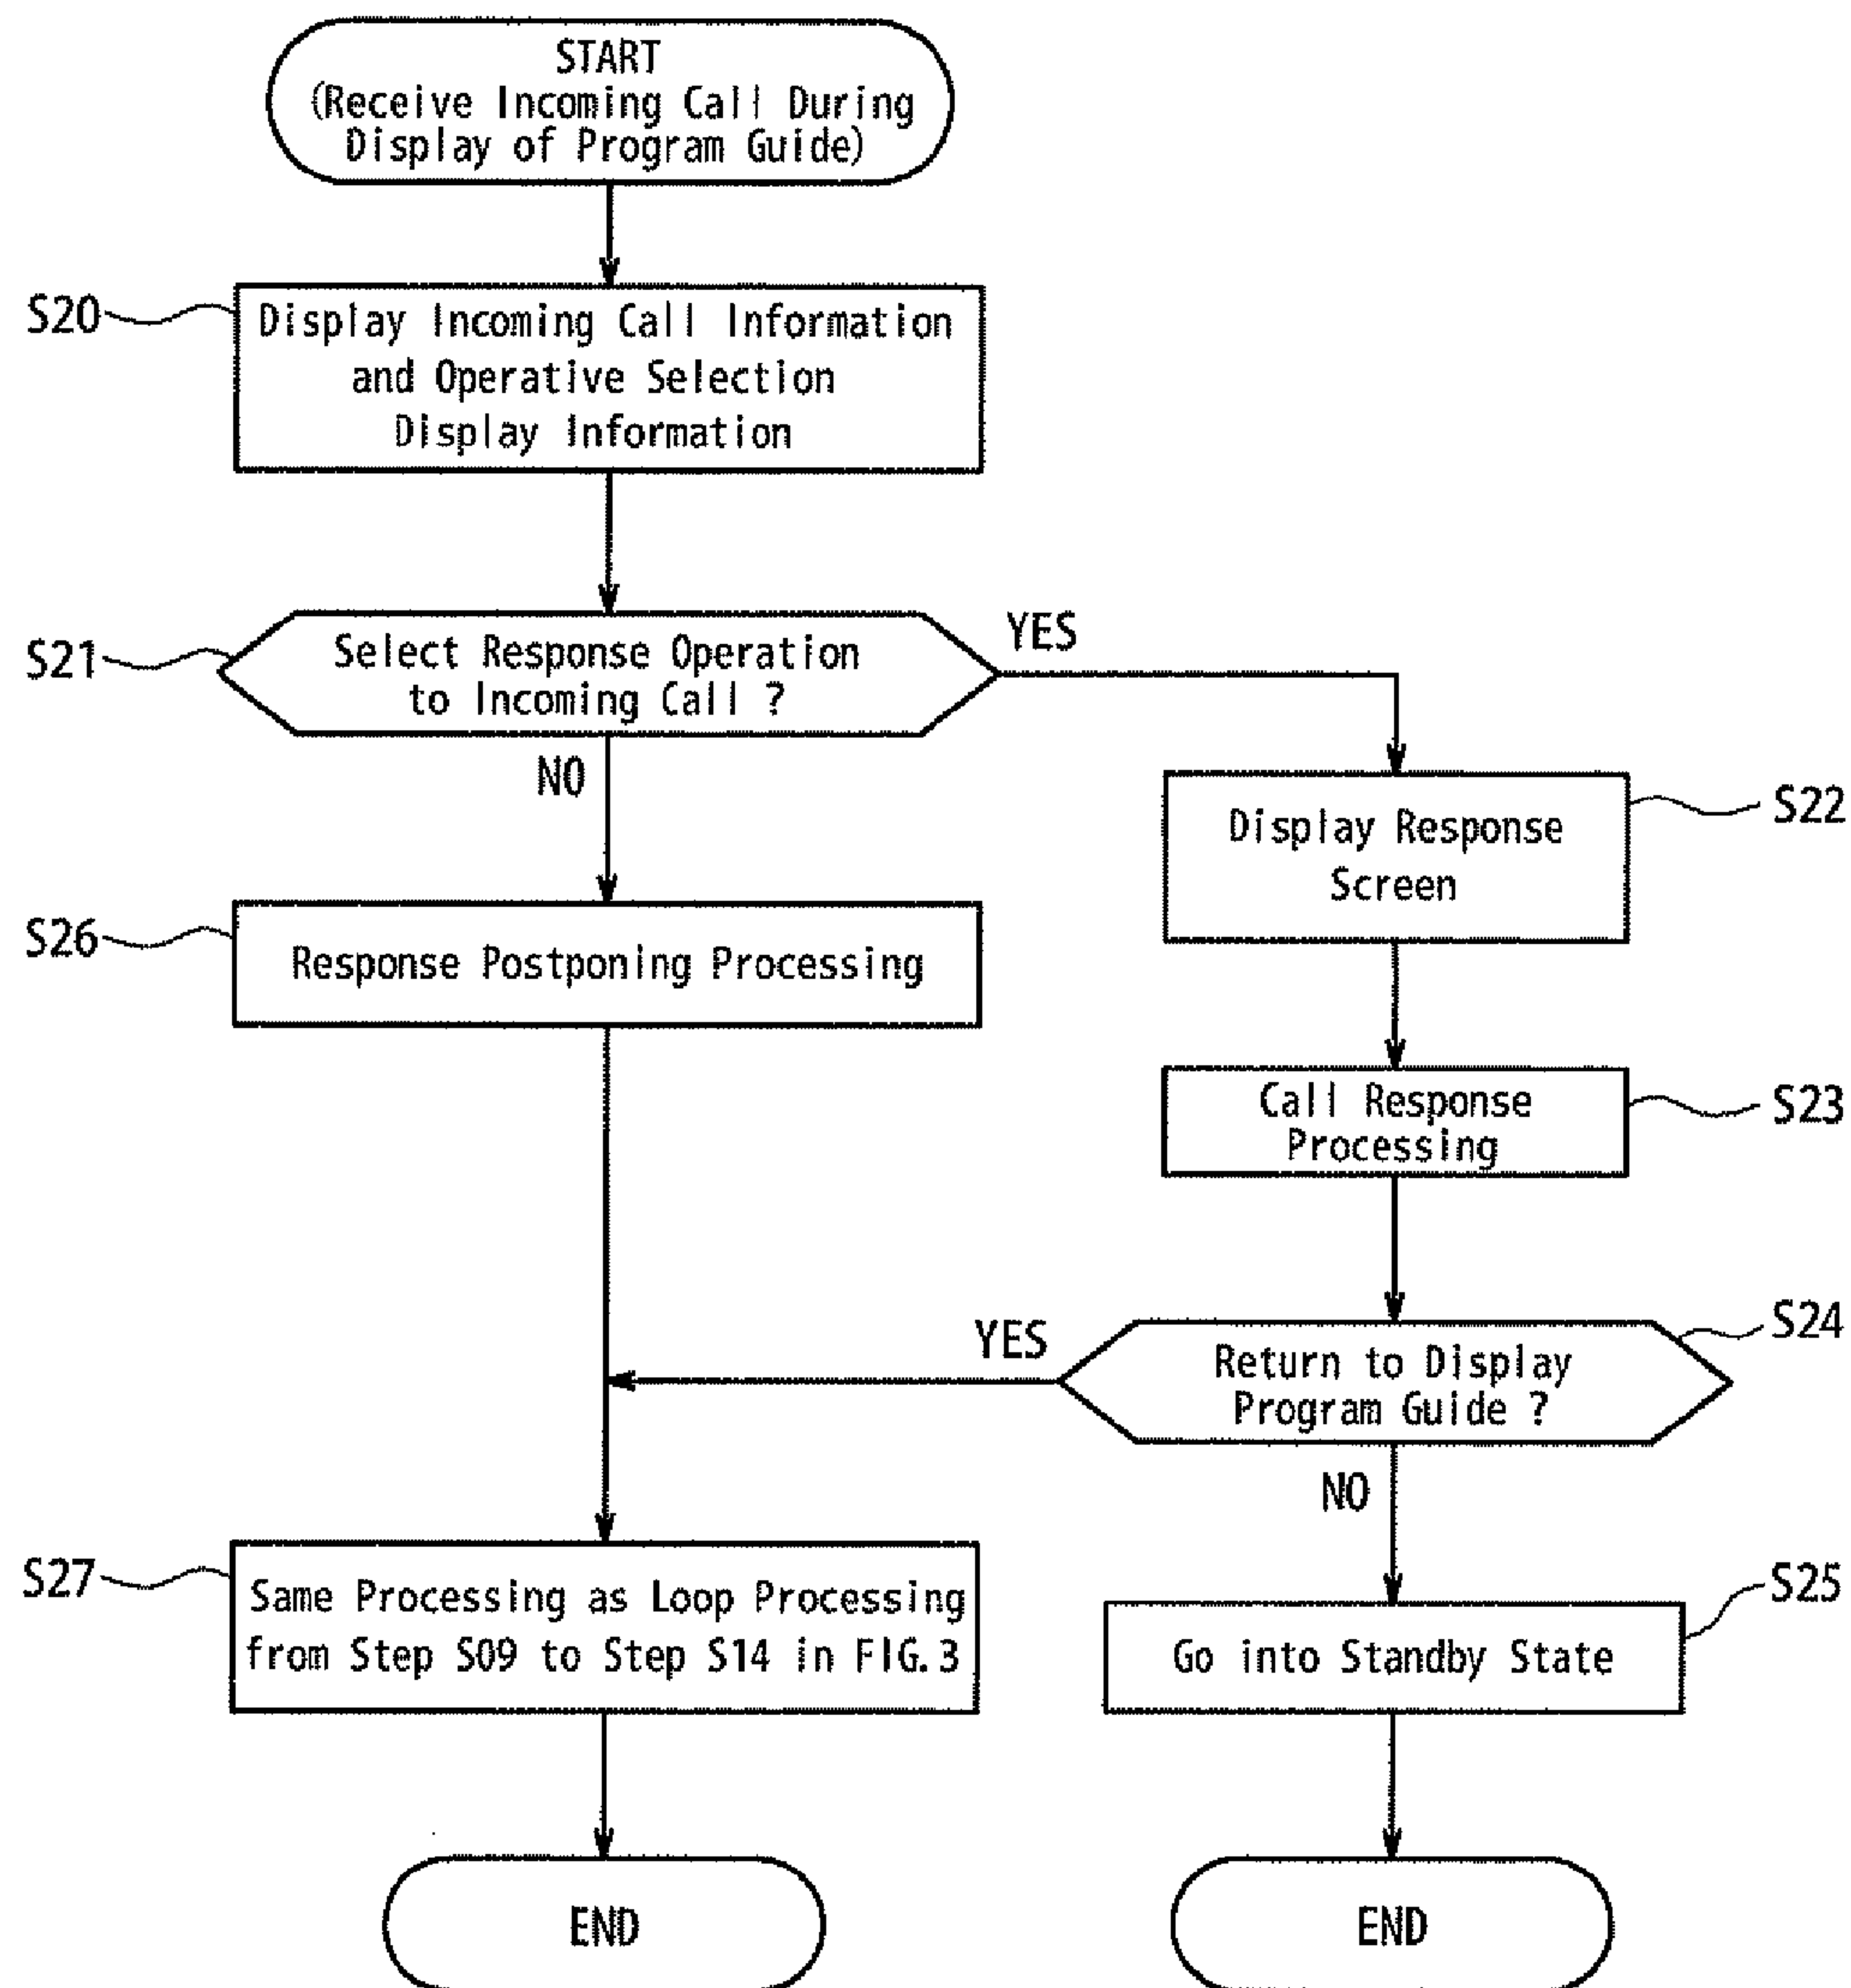 START
(Receive Incoming Call During
Display of Program Guide)
S20
Display Incoming Call Information
and Operative Selection
Display Information
S21
Select Response Operation
to Incoming Call ?
YES
NO
S22
Display Response
Screen
S26
Response Postponing Processing
S23
Call Response
Processing
S24
Return to Display
Program Guide ?
YES
NO
S27
Same Processing as Loop Processing
from Step S09 to Step S14 in FIG.3
S25
Go into Standby State
END
END